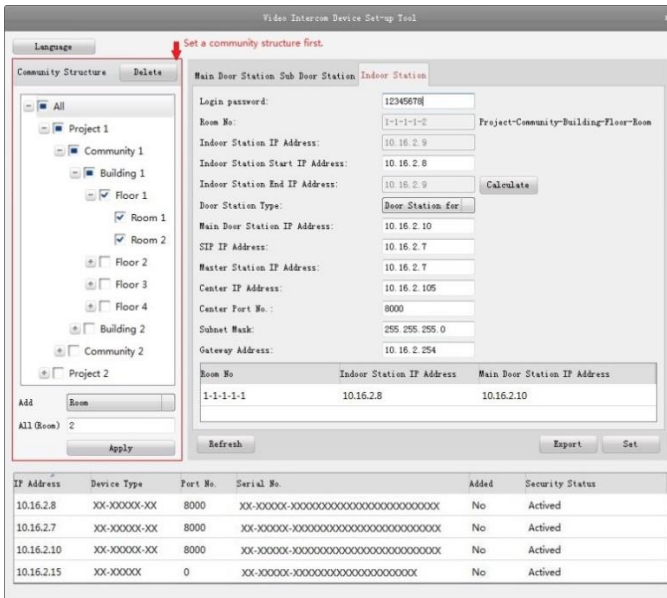 Video Intercom Device Set-up Tool
Language
Set a community structure first.
Community Structure Delete
Main Door Station Sub Door Station Indoor Station
All
Project 1
Community 1
Building 1
Floor 1
Room 1
Room 2
Floor 2
Floor 3
Floor 4
Building 2
Community 2
Project 2
Add Room
All(Room) 2
Apply
Login password: 12345678
Room No: 1-1-1-1-2 Project-Community-Building-Floor-Room
Indoor Station IP Address: 10.16.2.9
Indoor Station Start IP Address: 10.16.2.8
Indoor Station End IP Address: 10.16.2.9 Calculate
Door Station Type: Door Station for
Main Door Station IP Address: 10.16.2.10
SIP IP Address: 10.16.2.7
Master Station IP Address: 10.16.2.7
Center IP Address: 10.16.2.105
Center Port No.: 8000
Subnet Mask: 255.255.255.0
Gateway Address: 10.16.2.254
Room No Indoor Station IP Address Main Door Station IP Address
1-1-1-1-1 10.16.2.8 10.16.2.10
Refresh Export Set
IP Address Device Type Port No. Serial No. Added Security Status
10.16.2.8 XX-XXXXX-XX 8000 XX-XXXXX-XXXXXXXXXXXXXXXXXXXXXXXX No Actived
10.16.2.7 XX-XXXXX-XX 8000 XX-XXXXX-XXXXXXXXXXXXXXXXXXXXXXXX No Actived
10.16.2.10 XX-XXXXX-XX 8000 XX-XXXXX-XXXXXXXXXXXXXXXXXXXXXXXX No Actived
10.16.2.15 XX-XXXXX 0 XX-XXXXX-XXXXXXXXXXXXXXXXXXXX No Actived